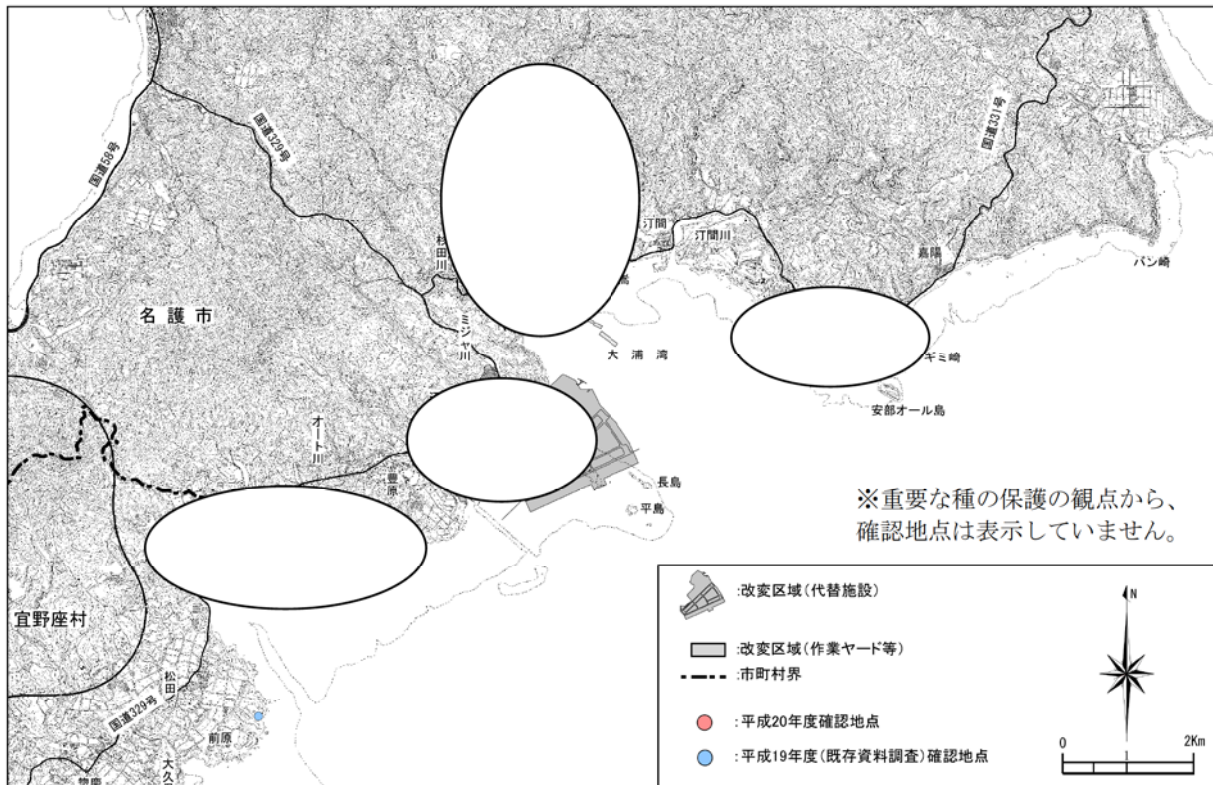 国道58号
国道329号
国道331号
杉田川
汀間
汀間川
嘉陽
バン崎
名護市
ミジャ川
大浦湾
ギミ崎
安部オール島
オート川
豊原
長島
平島
※重要な種の保護の観点から、
確認地点は表示していません。
宜野座村
松田
国道329号
前原
大久
惣慶
:改変区域(代替施設)
:改変区域(作業ヤード等)
:市町村界
:平成20年度確認地点
:平成19年度(既存資料調査)確認地点
N
0
1
2Km